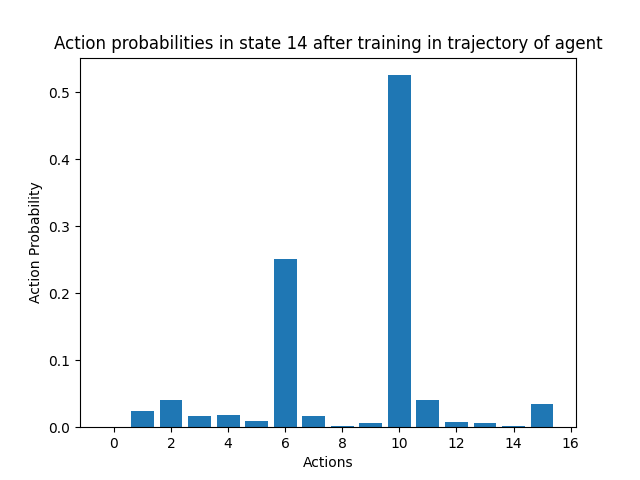 Action probabilities in state 14 after training in trajectory of agent
Action Probability
0.5
0.4
0.3
0.2
0.1
0.0
0 2 4 6 8 10 12 14 16
Actions